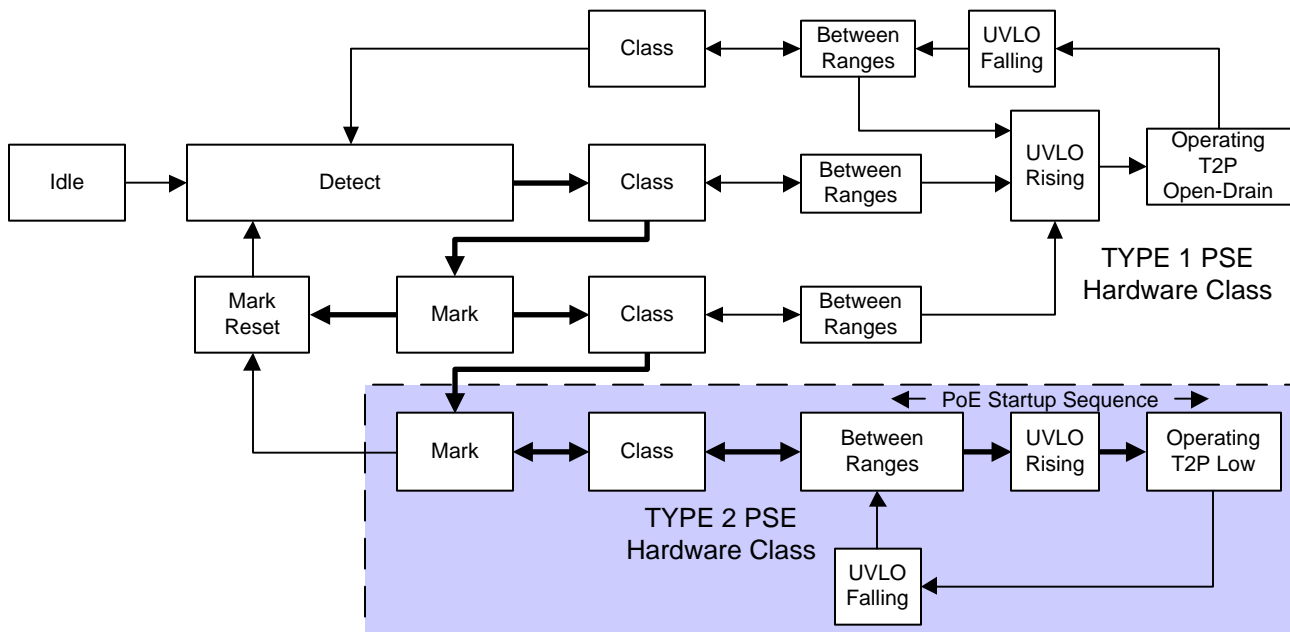 Class
Between
Ranges
UVLO
Falling
Idle
Detect
Class
Between
Ranges
UVLO
Rising
Operating
T2P
Open-Drain
TYPE 1 PSE
Hardware Class
Mark
Reset
Mark
Class
Between
Ranges
PoE Startup Sequence
Mark
Class
Between
Ranges
UVLO
Rising
Operating
T2P Low
TYPE 2 PSE
Hardware Class
UVLO
Falling